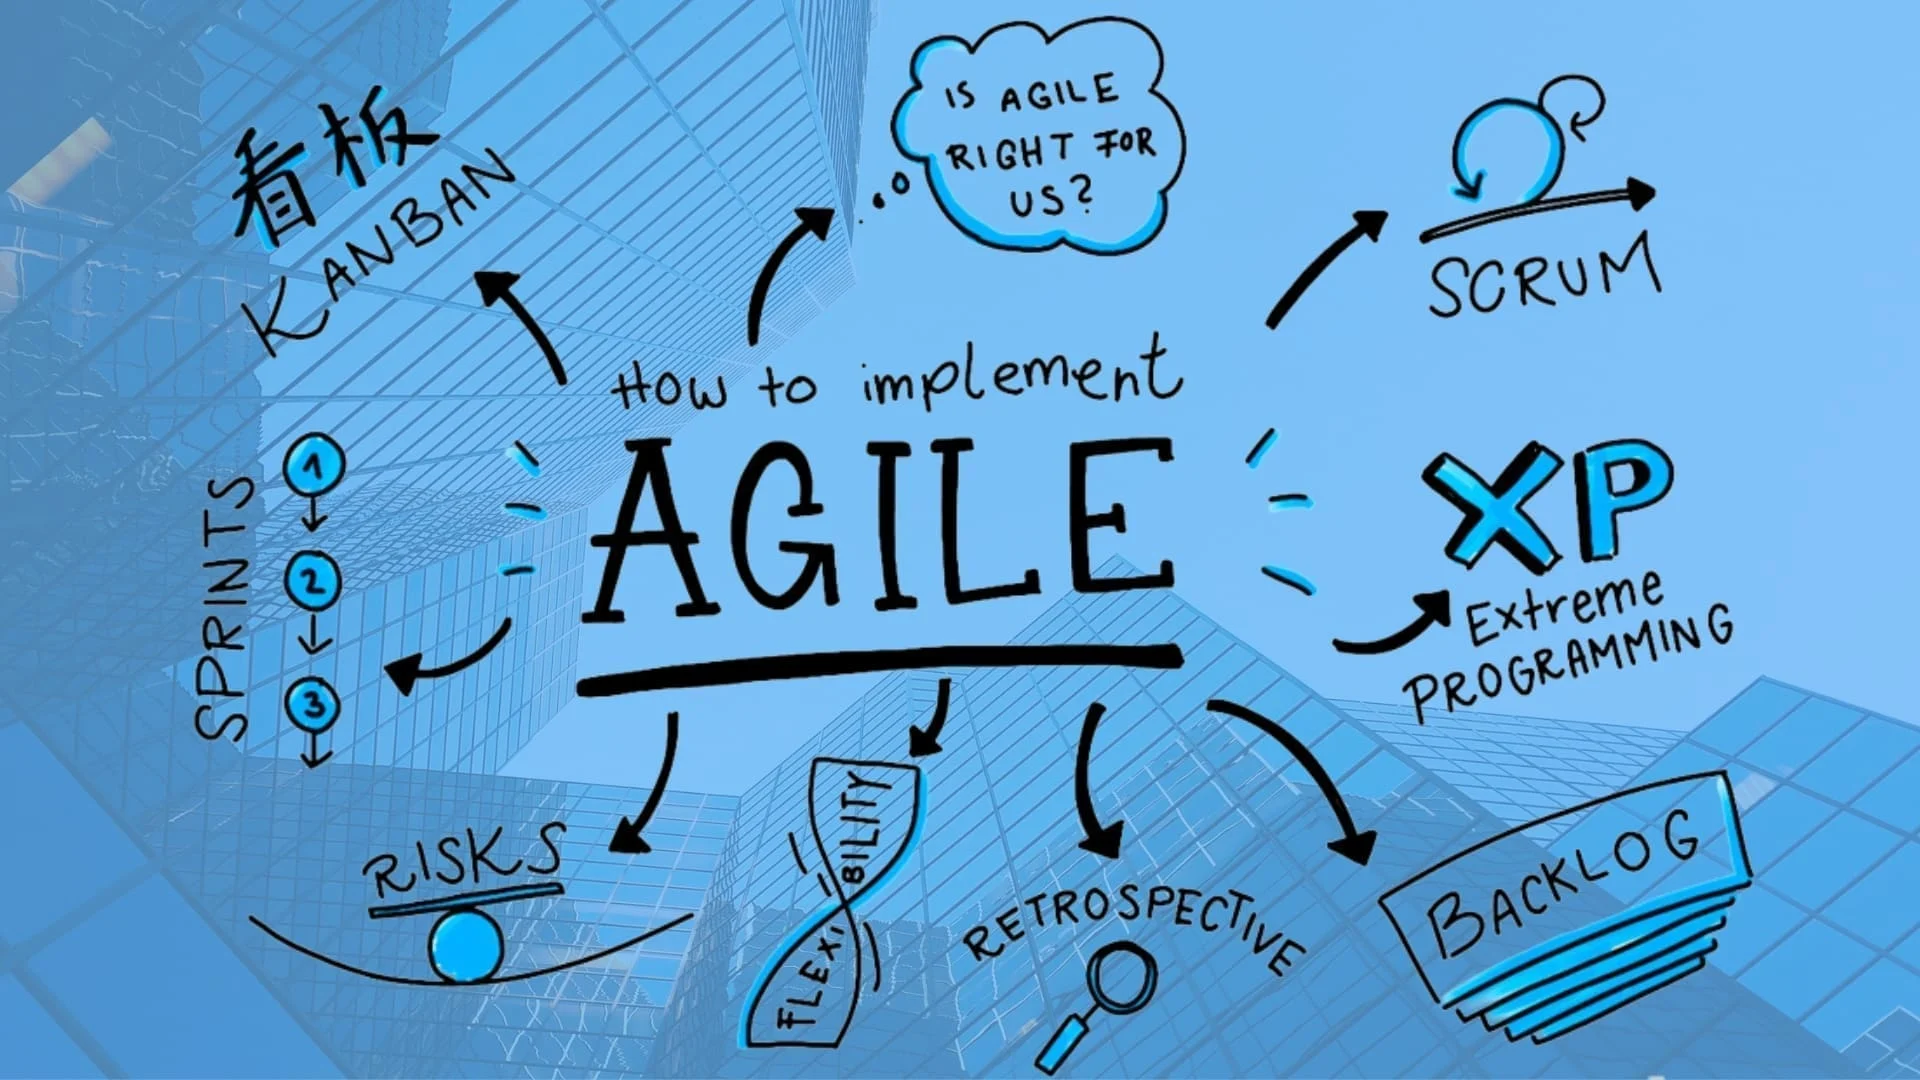 看板
KANBAN
IS AGILE
RIGHT FOR
US?
SCRUM
How to implement
AGILE
SPRINTS
1
2
3
XP
Extreme
PROGRAMMING
RISKS
FLEXI
BILITY
RETROSPECTIVE
BACKLOG